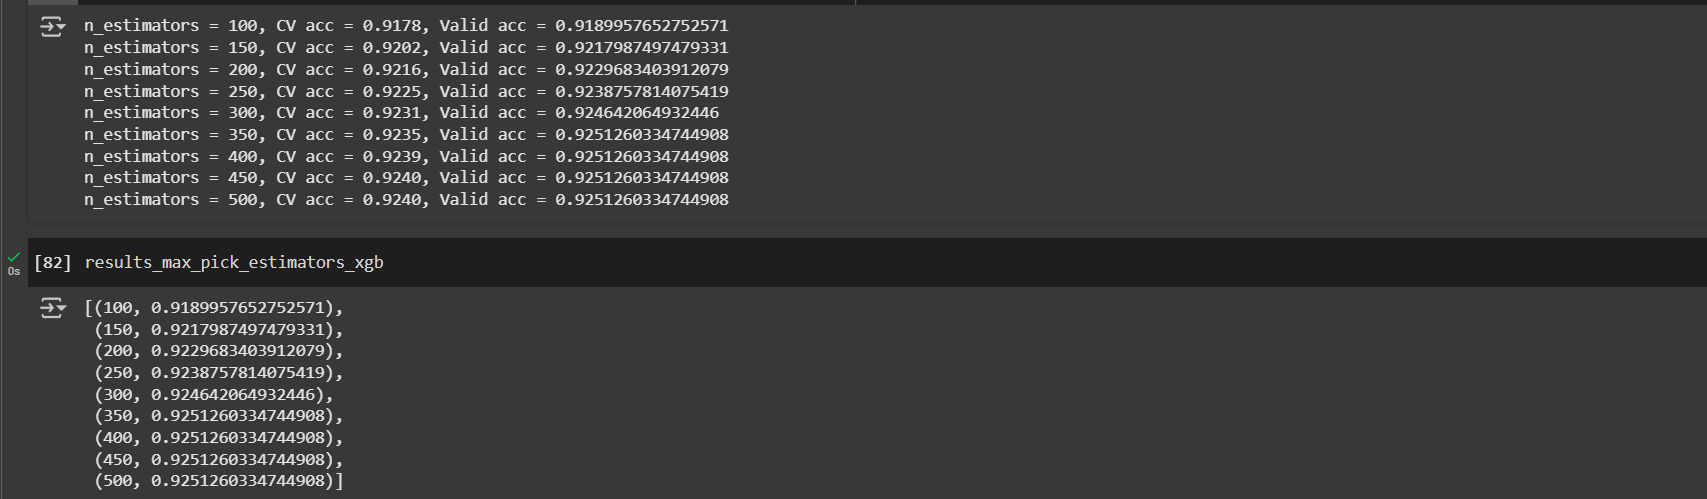 n_estimators = 100, CV acc = 0.9178, Valid acc = 0.9189957652752571
n_estimators = 150, CV acc = 0.9202, Valid acc = 0.9217987497479331
n_estimators = 200, CV acc = 0.9216, Valid acc = 0.9229683403912079
n_estimators = 250, CV acc = 0.9225, Valid acc = 0.9238757814075419
n_estimators = 300, CV acc = 0.9231, Valid acc = 0.924642064932446
n_estimators = 350, CV acc = 0.9235, Valid acc = 0.9251260334744908
n_estimators = 400, CV acc = 0.9239, Valid acc = 0.9251260334744908
n_estimators = 450, CV acc = 0.9240, Valid acc = 0.9251260334744908
n_estimators = 500, CV acc = 0.9240, Valid acc = 0.9251260334744908
0s [82] results_max_pick_estimators_xgb
[(100, 0.9189957652752571),
(150, 0.9217987497479331),
(200, 0.9229683403912079),
(250, 0.9238757814075419),
(300, 0.924642064932446),
(350, 0.9251260334744908),
(400, 0.9251260334744908),
(450, 0.9251260334744908),
(500, 0.9251260334744908)]